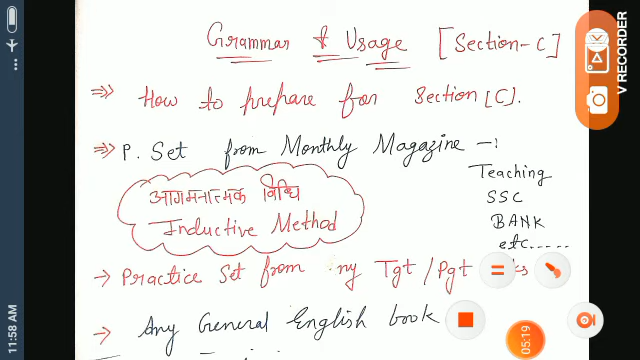 Grammar & Usage [Section-C]
How to prepare for Section [C].
P. Set from Monthly Magazine -:
Teaching
SSC
BANK
etc.....
आगमनात्मक विधि
Inductive Method
Practice Set from ny Tgt / Pgt
Any General English book
05:19
V RECORDER
11:58 AM